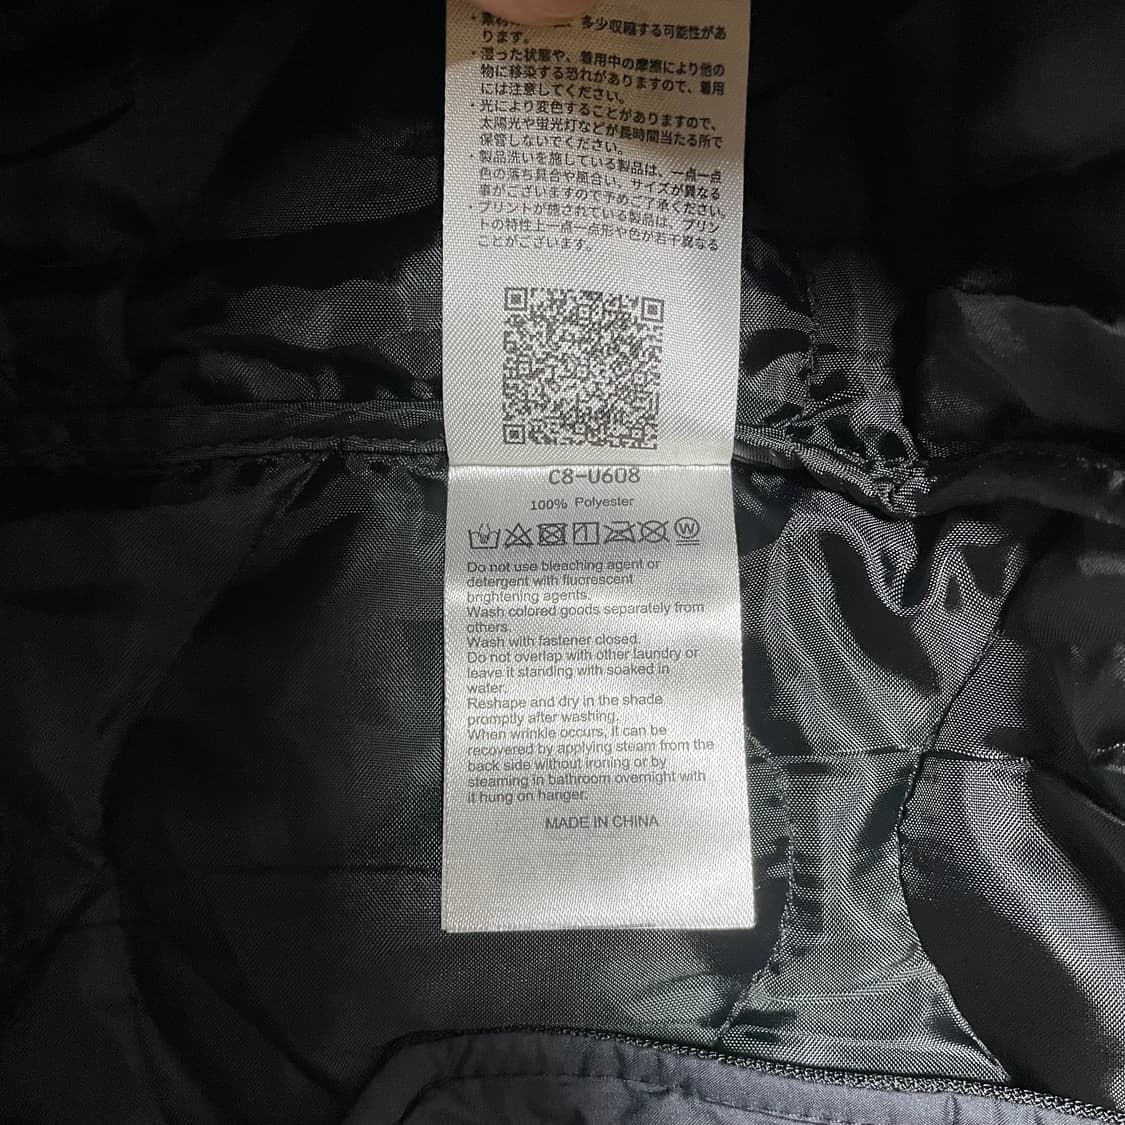 ・素材の 多少収縮する可能性があ
ります。
・湿った状態や、着用中の摩擦により他の
物に移染する恐れがありますので、着用
には注意してください。
・光により変色することがありますので、
太陽光や蛍光灯などが長時間当たる所で
保管しないでください。
・製品洗いを施している製品は、一点一点
色の落ち具合や風合い、サイズが異なる
事がございますので予めご了承ください。
・プリントが施されている製品は、プリン
トの特性上一点一点形や色が若干異なる
ことがございます。
C8-U608
100% Polyester
W
Do not use bleaching agent or
detergent with fluorescent
brightening agents.
Wash colored goods separately from
others.
Wash with fastener closed.
Do not overlap with other laundry or
leave it standing with soaked in
water.
Reshape and dry in the shade
promptly after washing.
When wrinkle occurs, it can be
recovered by applying steam from the
back side without ironing or by
steaming in bathroom overnight with
it hung on hanger.
MADE IN CHINA